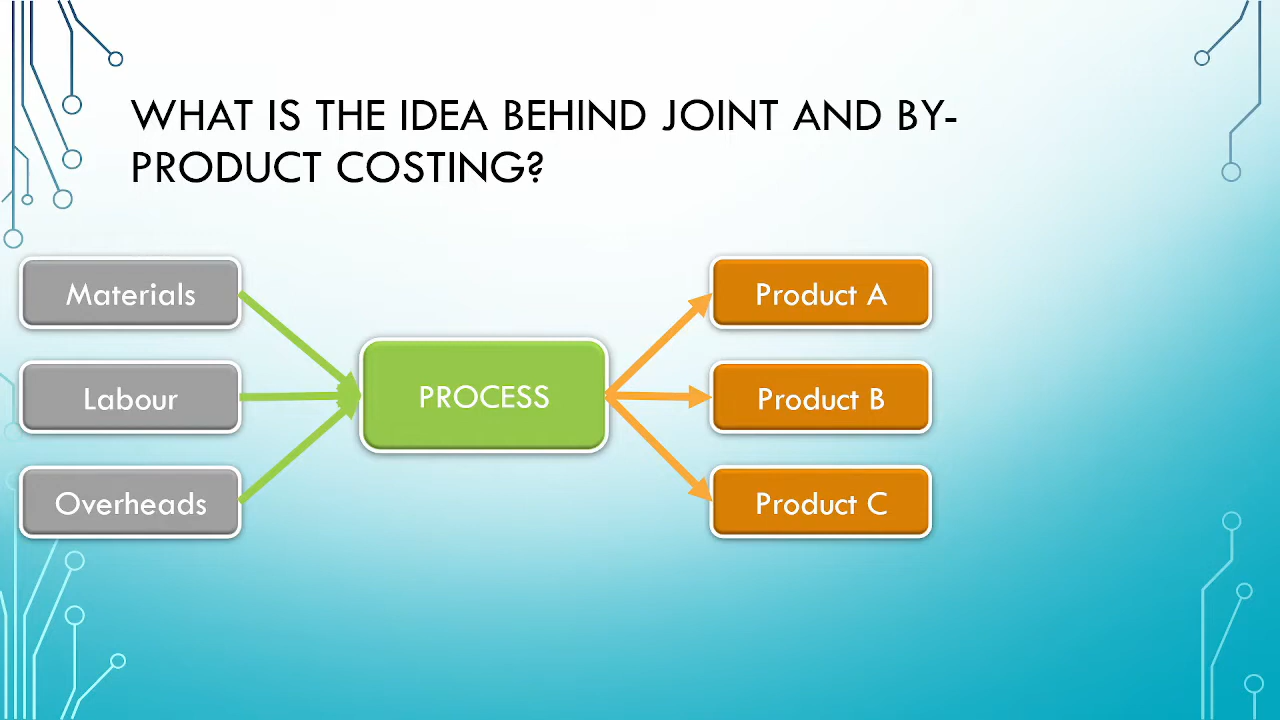 WHAT IS THE IDEA BEHIND JOINT AND BY-
PRODUCT COSTING?
Materials
Labour
Overheads
PROCESS
Product A
Product B
Product C